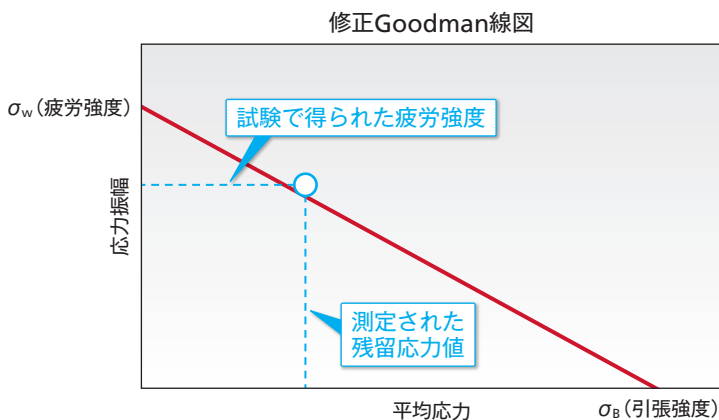 修正Goodman線図
σw(疲労強度)
試験で得られた疲労強度
応力振幅
測定された
残留応力値
平均応力
σB(引張強度)